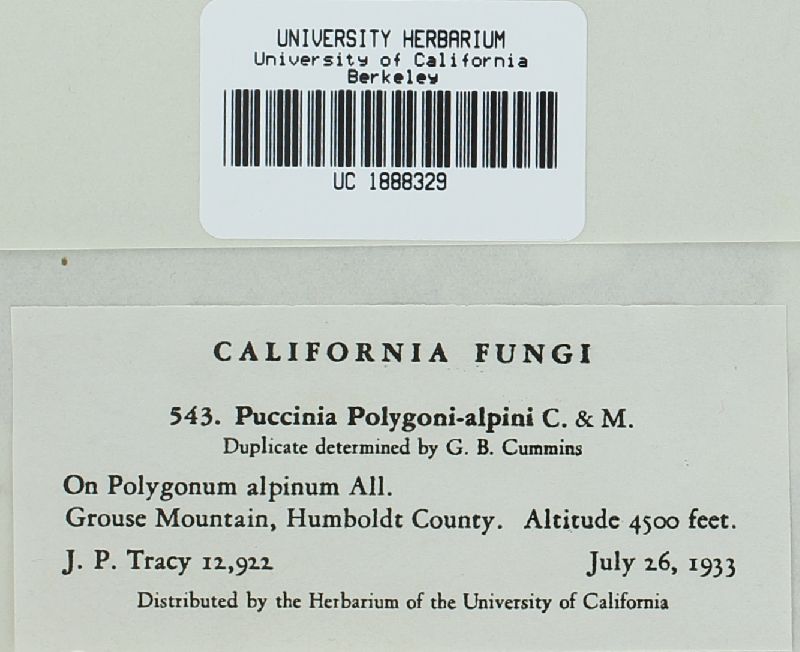 UNIVERSITY HERBARIUM
University of California
Berkeley
UC 1888329
CALIFORNIA FUNGI
543. Puccinia Polygoni-alpini C. & M.
Duplicate determined by G. B. Cummins
On Polygonum alpinum All.
Grouse Mountain, Humboldt County. Altitude 4500 feet.
J. P. Tracy 12,922 July 26, 1933
Distributed by the Herbarium of the University of California